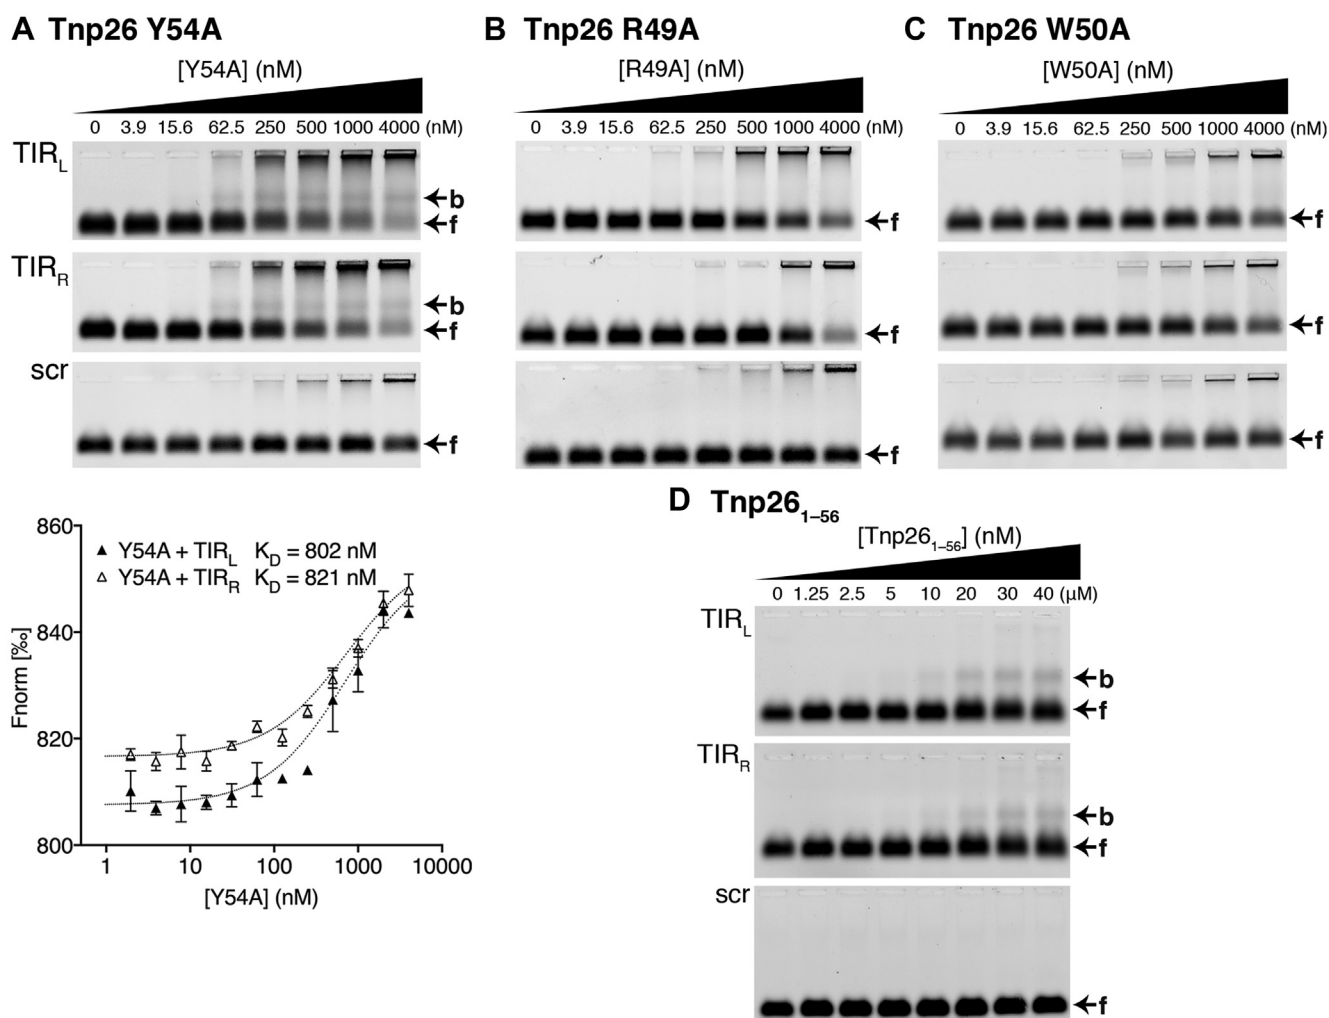 A Tnp26 Y54A
[Y54A] (nM)
0 3.9 15.6 62.5 250 500 1000 4000 (nM)
TIRL
b
f
TIRR
b
f
scr
f
B Tnp26 R49A
[R49A] (nM)
0 3.9 15.6 62.5 250 500 1000 4000
f
f
f
C Tnp26 W50A
[W50A] (nM)
0 3.9 15.6 62.5 250 500 1000 4000 (nM)
f
f
f
860
840
820
800
Fnorm [‰]
Y54A + TIRL KD = 802 nM
Y54A + TIRR KD = 821 nM
1 10 100 1000 10000
[Y54A] (nM)
D Tnp261–56
[Tnp261–56] (nM)
0 1.25 2.5 5 10 20 30 40 (μM)
TIRL
b
f
TIRR
b
f
scr
f